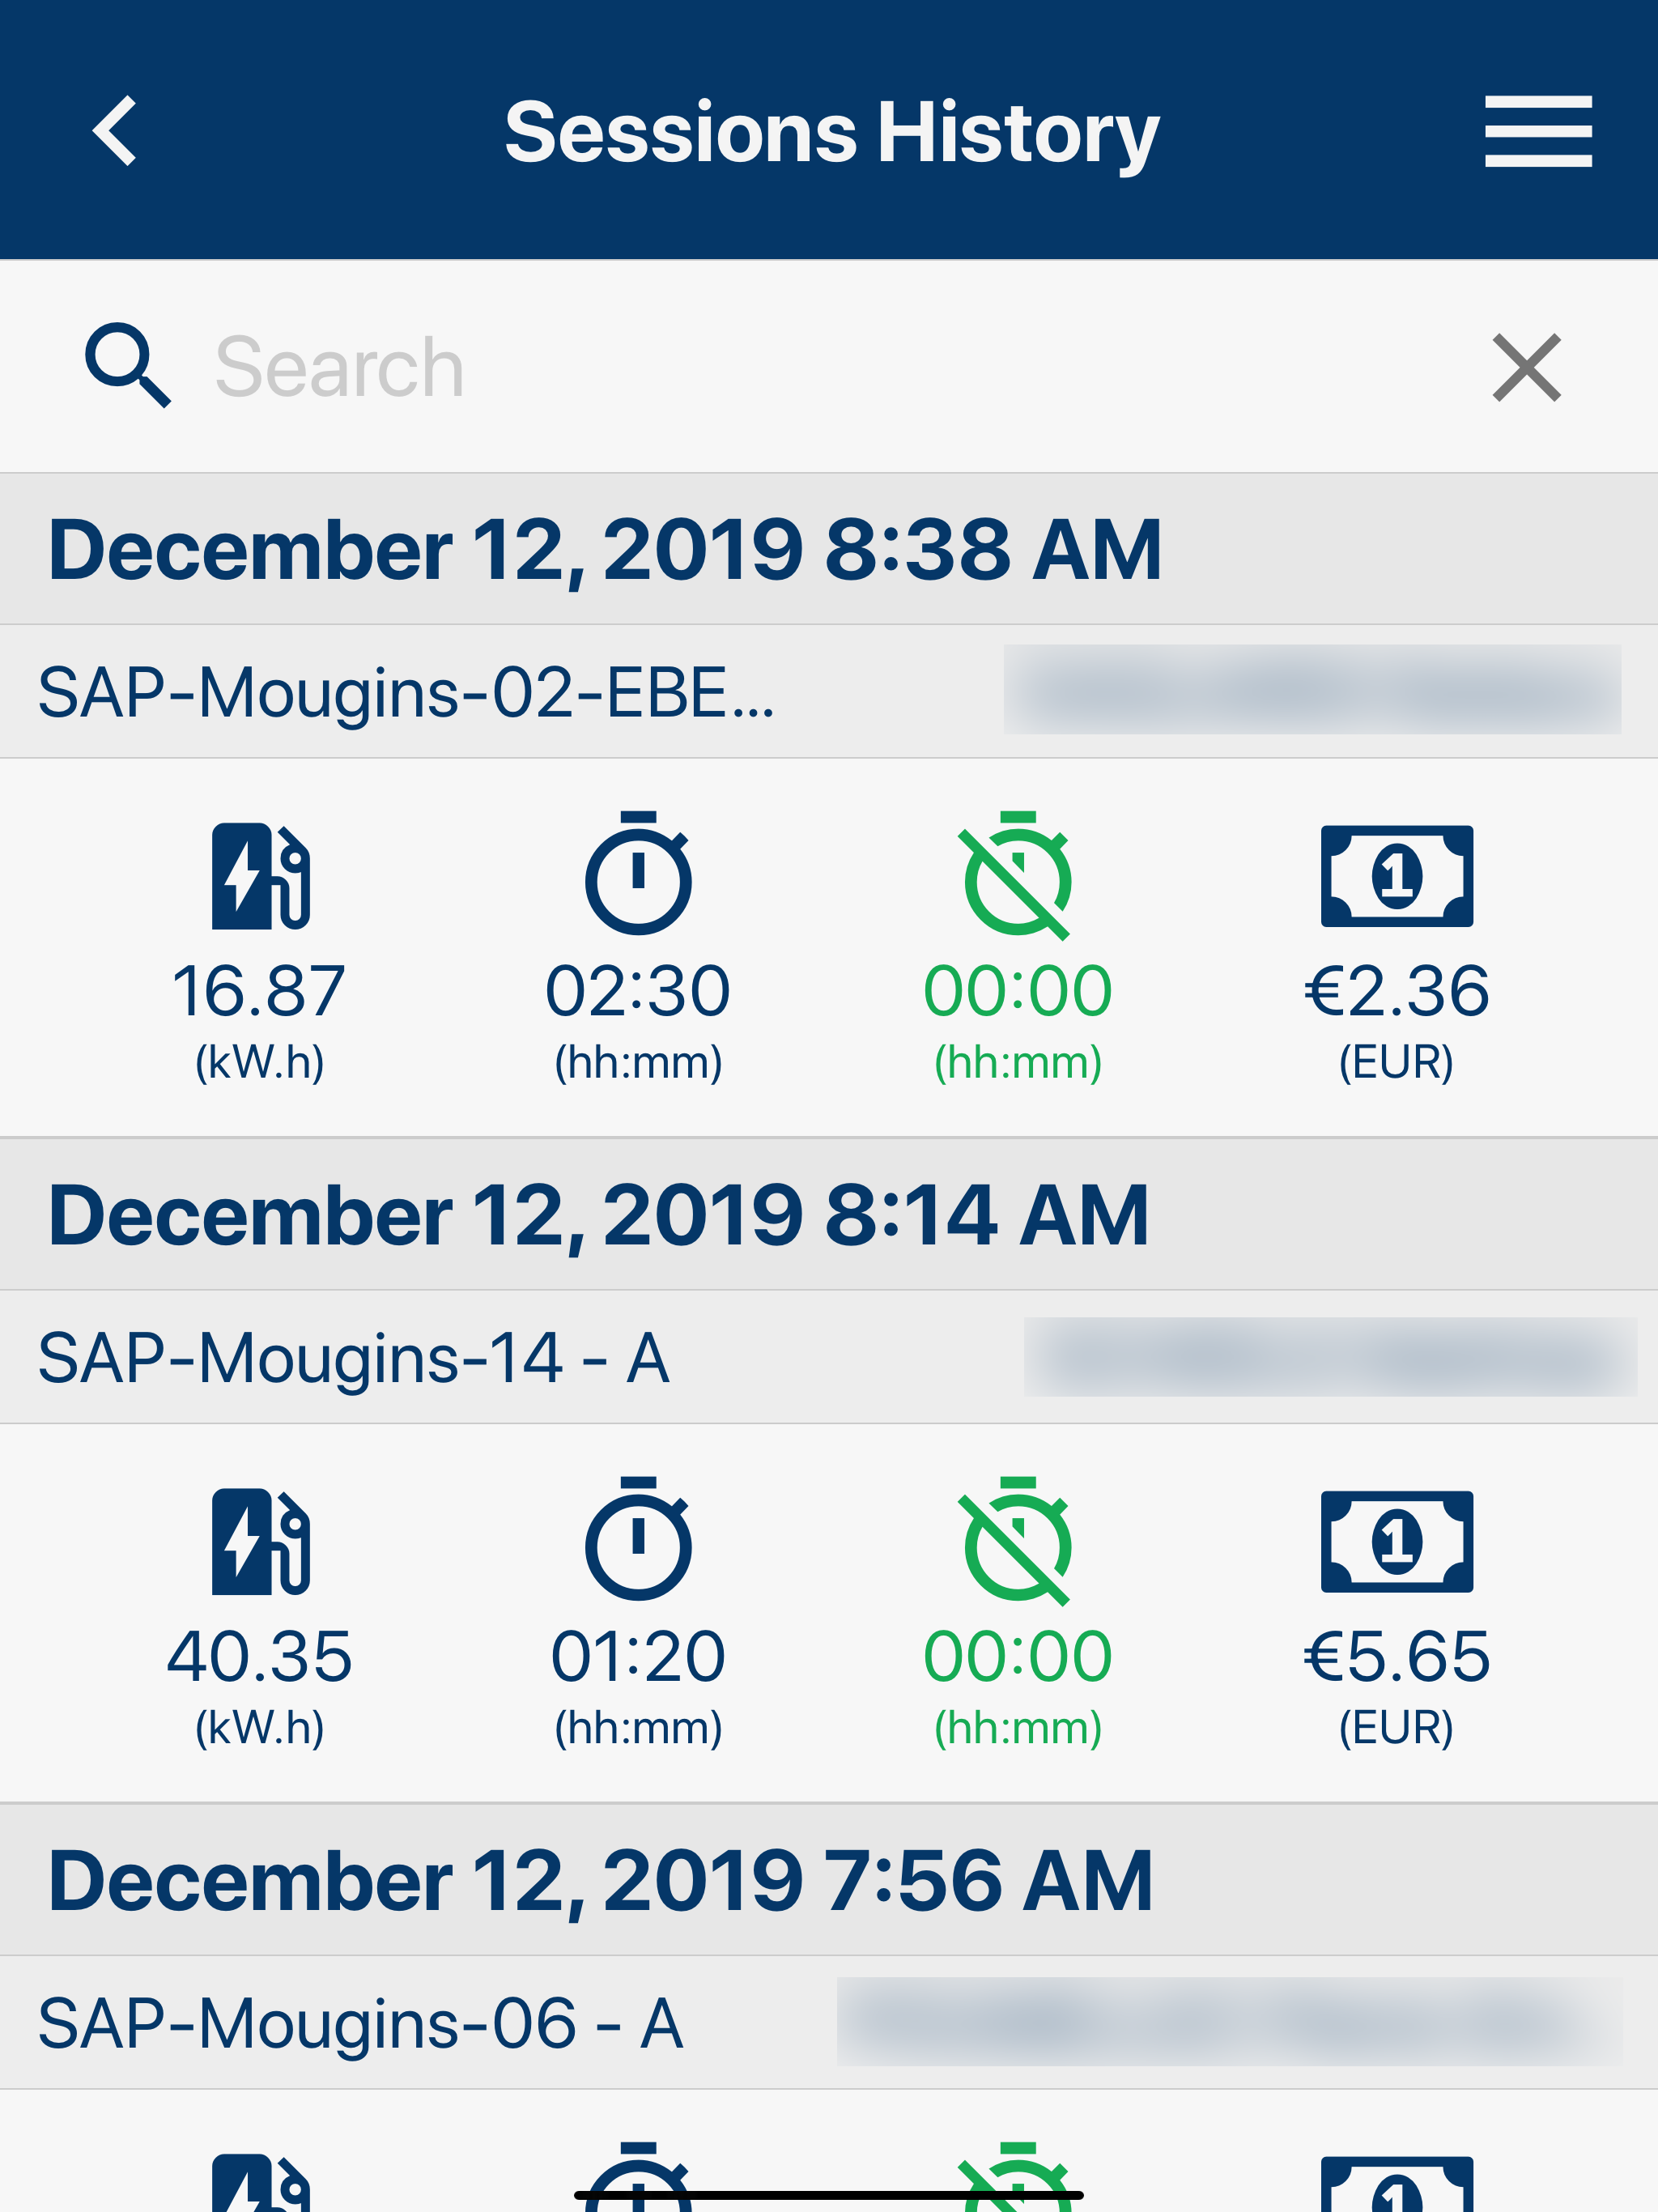 Sessions History
Search
December 12, 2019 8:38 AM
SAP-Mougins-02-EBE...
16.87 02:30 00:00 €2.36
(kW.h) (hh:mm) (hh:mm) (EUR)
December 12, 2019 8:14 AM
SAP-Mougins-14 - A
40.35 01:20 00:00 €5.65
(kW.h) (hh:mm) (hh:mm) (EUR)
December 12, 2019 7:56 AM
SAP-Mougins-06 - A